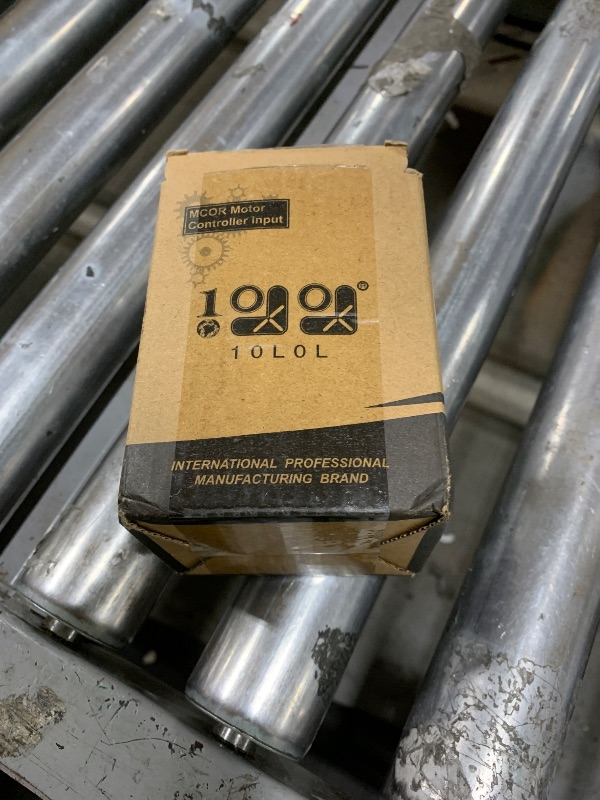 MCOR Motor
Controller input
10L0L
INTERNATIONAL PROFESSIONAL
MANUFACTURING BRAND